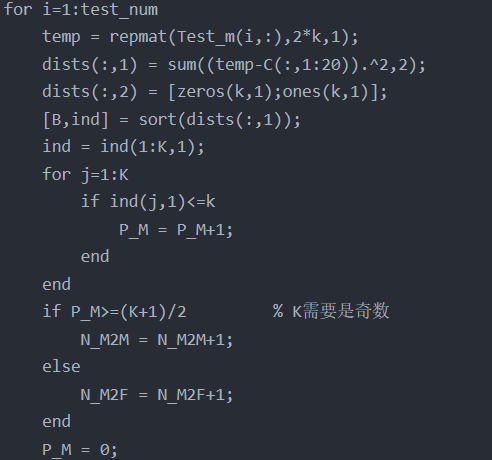 for i=1:test_num
    temp = repmat(Test_m(i,:),2*k,1);
    dists(:,1) = sum((temp-C(:,1:20)).^2,2);
    dists(:,2) = [zeros(k,1);ones(k,1)];
    [B,ind] = sort(dists(:,1));
    ind = ind(1:K,1);
    for j=1:K
        if ind(j,1)<=k
            P_M = P_M+1;
        end
    end
    if P_M>=(K+1)/2         % K需要是奇数
        N_M2M = N_M2M+1;
    else
        N_M2F = N_M2F+1;
    end
    P_M = 0;